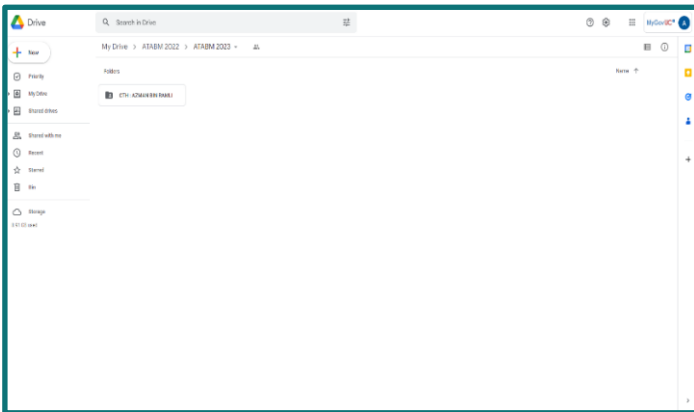 Drive
Search in Drive
MyGovUC
A
New
My Drive > ATABM 2022 > ATABM 2023
Folders
Name
Priority
My Drive
Shared drives
Shared with me
Recent
Starred
Bin
Storage